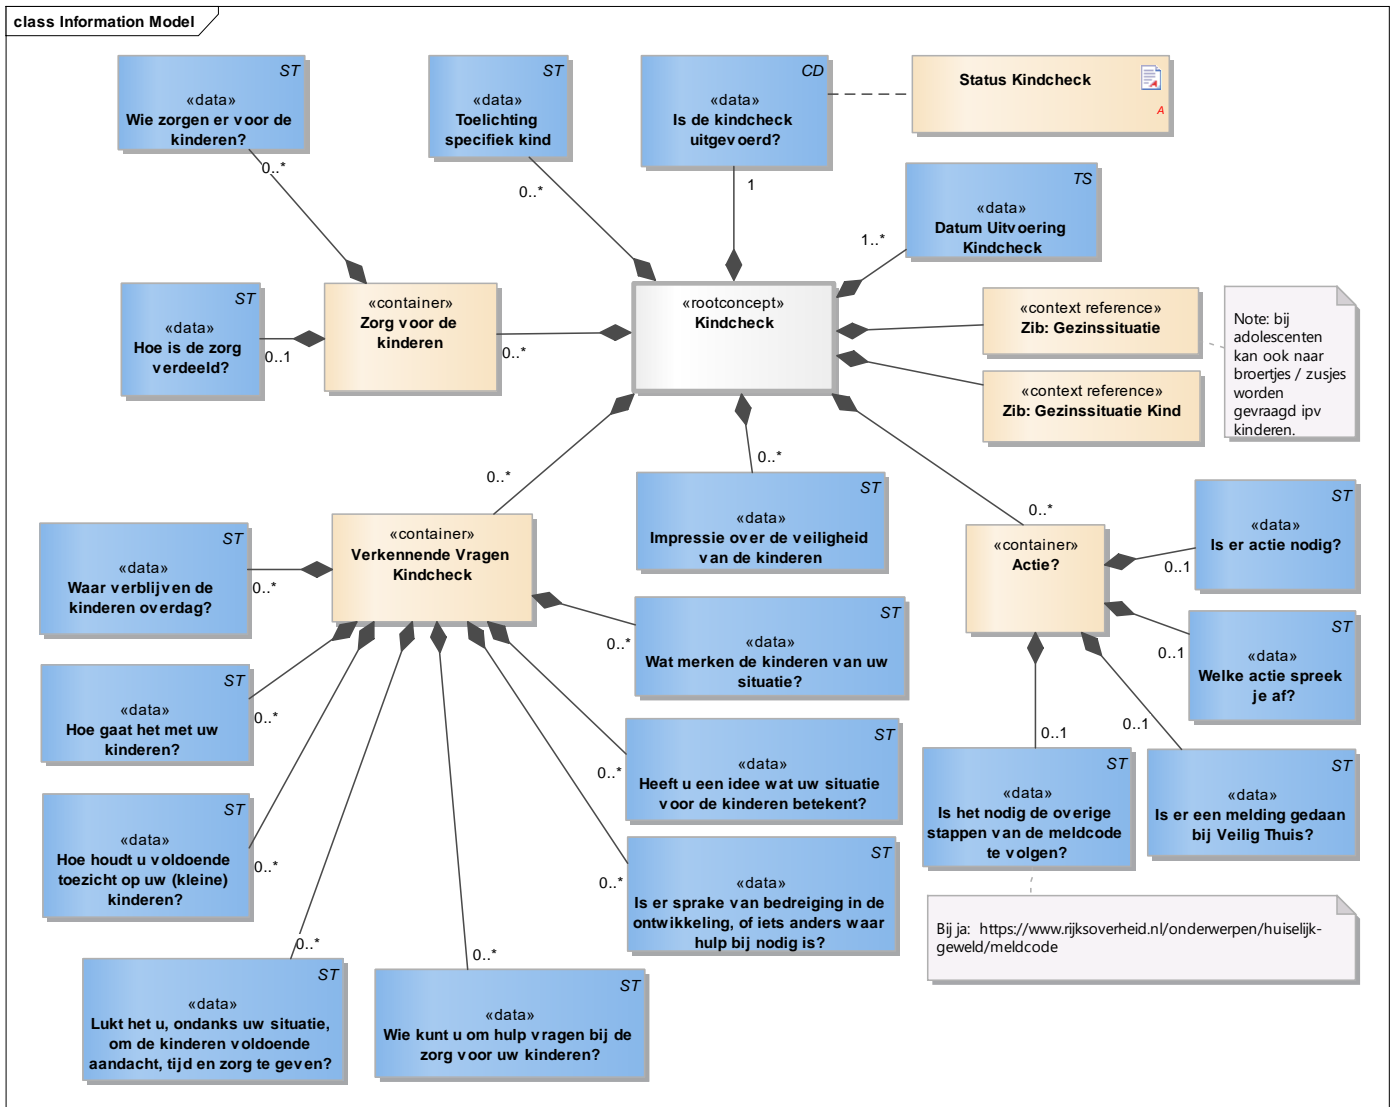 class Information Model
ST
«data»
Wie zorgen er voor de
kinderen?
0..*
ST
«data»
Toelichting
specifiek kind
0..*
CD
«data»
Is de kindcheck
uitgevoerd?
1
Status Kindcheck
A
TS
«data»
Datum Uitvoering
Kindcheck
1..*
ST
«data»
Hoe is de zorg
verdeeld?
0..1
«container»
Zorg voor de
kinderen
0..*
«rootconcept»
Kindcheck
«context reference»
Zib: Gezinssituatie
«context reference»
Zib: Gezinssituatie Kind
Note: bij
adolescenten
kan ook naar
broertjes / zusjes
worden
gevraagd ipv
kinderen.
0..*
0..*
0..*
ST
«data»
Impressie over de veiligheid
van de kinderen
«container»
Verkennende Vragen
Kindcheck
«container»
Actie?
ST
«data»
Is er actie nodig?
0..1
ST
«data»
Waar verblijven de
kinderen overdag?
0..*
ST
«data»
Wat merken de kinderen van uw
situatie?
0..*
ST
«data»
Welke actie spreek
je af?
0..1
ST
«data»
Hoe gaat het met uw
kinderen?
0..*
ST
«data»
Heeft u een idee wat uw situatie
voor de kinderen betekent?
0..*
0..1
ST
«data»
Is het nodig de overige
stappen van de meldcode
te volgen?
0..1
ST
«data»
Is er een melding gedaan
bij Veilig Thuis?
ST
«data»
Hoe houdt u voldoende
toezicht op uw (kleine)
kinderen?
0..*
ST
«data»
Is er sprake van bedreiging in de
ontwikkeling, of iets anders waar
hulp bij nodig is?
0..*
Bij ja:  https://www.rijksoverheid.nl/onderwerpen/huiselijk-
geweld/meldcode
0..*
ST
«data»
Lukt het u, ondanks uw situatie,
om de kinderen voldoende
aandacht, tijd en zorg te geven?
0..*
ST
«data»
Wie kunt u om hulp vragen bij de
zorg voor uw kinderen?